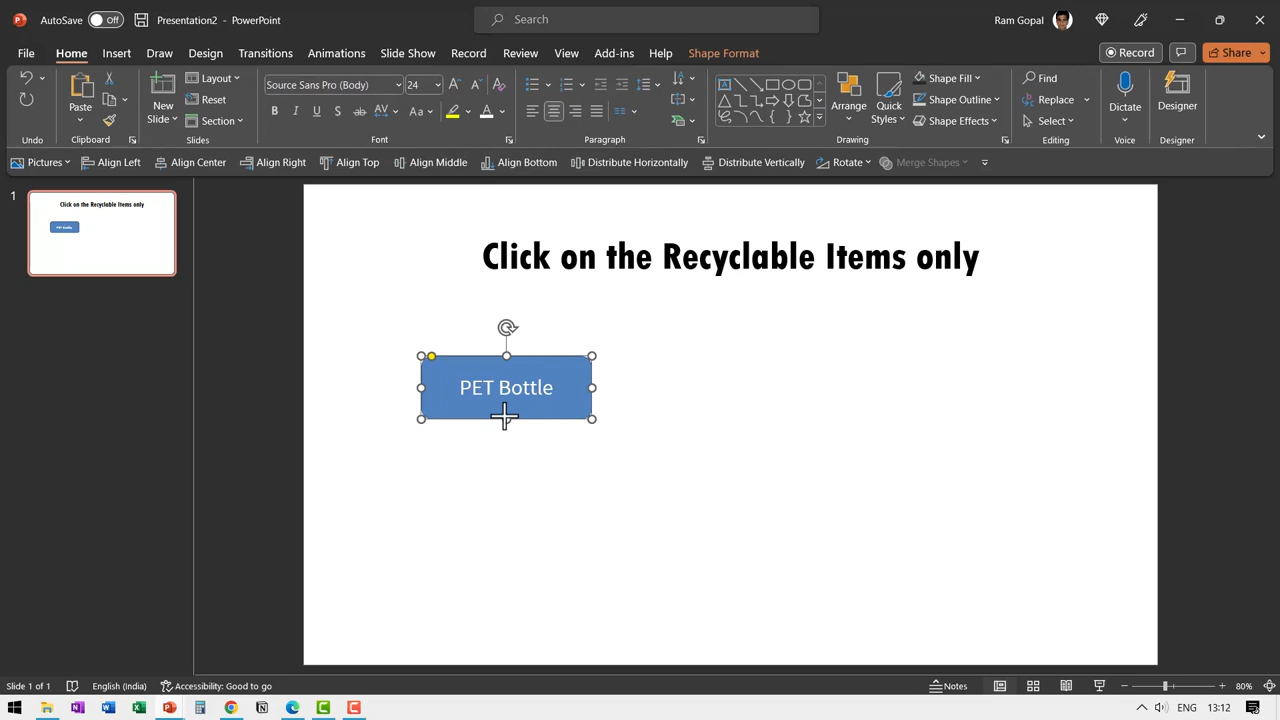 AutoSave Off Presentation2 - PowerPoint Search Ram Gopal
File Home Insert Draw Design Transitions Animations Slide Show Record Review View Add-ins Help Shape Format Record Share
Paste New Slide Layout Reset Section Source Sans Pro (Body) 24 Arrange Quick Styles Shape Fill Shape Outline Shape Effects Find Replace Select Dictate Designer
Undo Clipboard Slides Font Paragraph Drawing Editing Voice Designer
Pictures Align Left Align Center Align Right Align Top Align Middle Align Bottom Distribute Horizontally Distribute Vertically Rotate Merge Shapes
1
Click on the Recyclable Items only
PET Bottle
Click on the Recyclable Items only
PET Bottle
Slide 1 of 1 English (India) Accessibility: Good to go Notes 80%
ENG 13:12